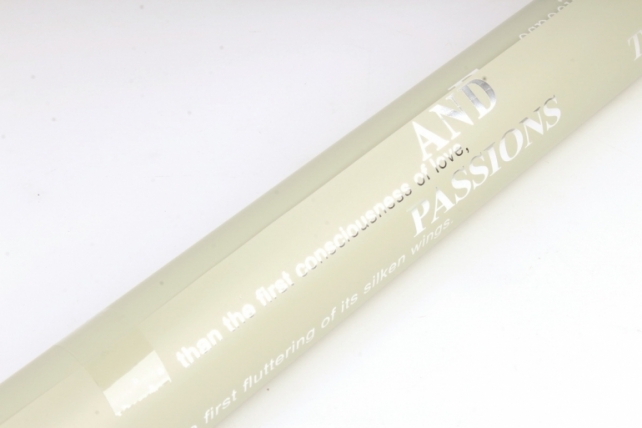 AND
PASSIONS
than the first consciousness of love,
first fluttering of its silken wings.